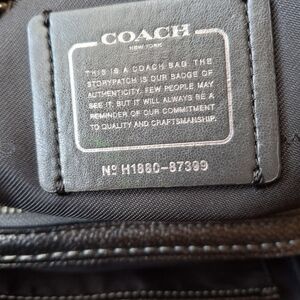 COACH
NEW YORK
THIS IS A COACH BAG. THE
STORYPATCH IS OUR BADGE OF
AUTHENTICITY. FEW PEOPLE MAY
SEE IT, BUT IT WILL ALWAYS BE A
REMINDER OF OUR COMMITMENT
TO QUALITY AND CRAFTSMANSHIP.
Nº H1880-87399